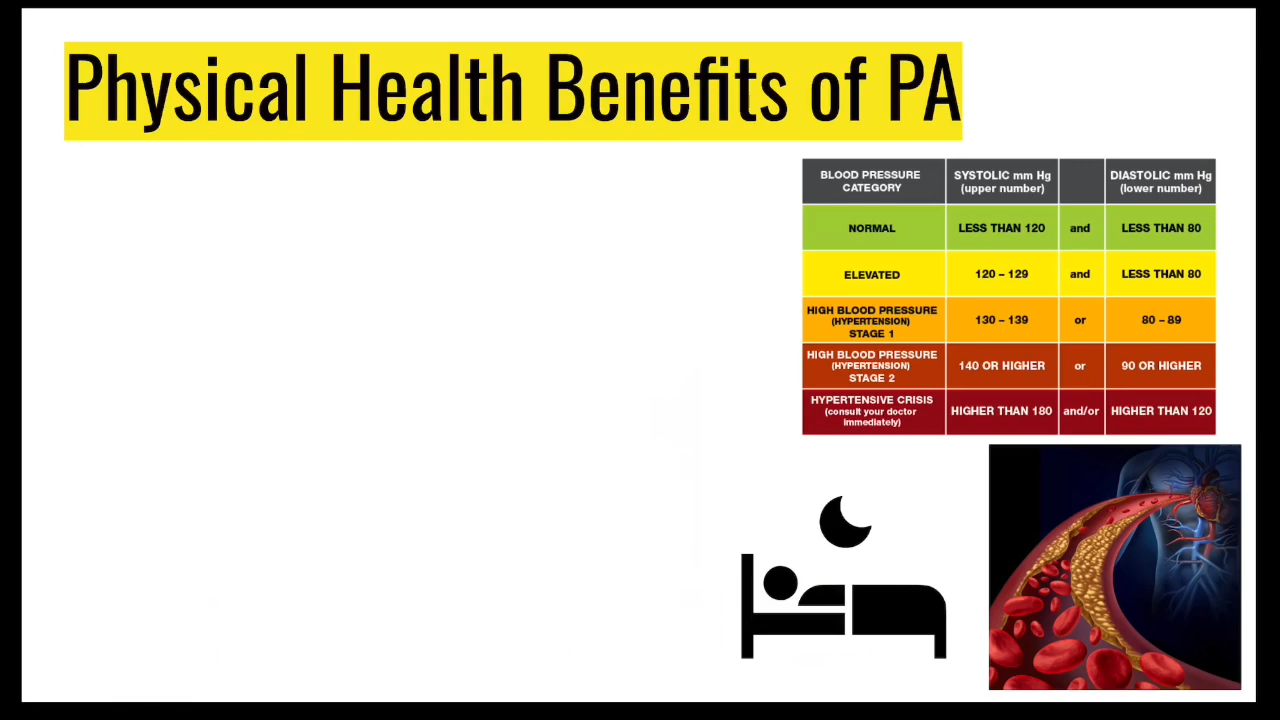 Physical Health Benefits of PA
BLOOD PRESSURE
CATEGORY
SYSTOLIC mm Hg
(upper number)
DIASTOLIC mm Hg
(lower number)
NORMAL
LESS THAN 120
and
LESS THAN 80
ELEVATED
120 – 129
and
LESS THAN 80
HIGH BLOOD PRESSURE
(HYPERTENSION)
STAGE 1
130 – 139
or
80 – 89
HIGH BLOOD PRESSURE
(HYPERTENSION)
STAGE 2
140 OR HIGHER
or
90 OR HIGHER
HYPERTENSIVE CRISIS
(consult your doctor
immediately)
HIGHER THAN 180
and/or
HIGHER THAN 120